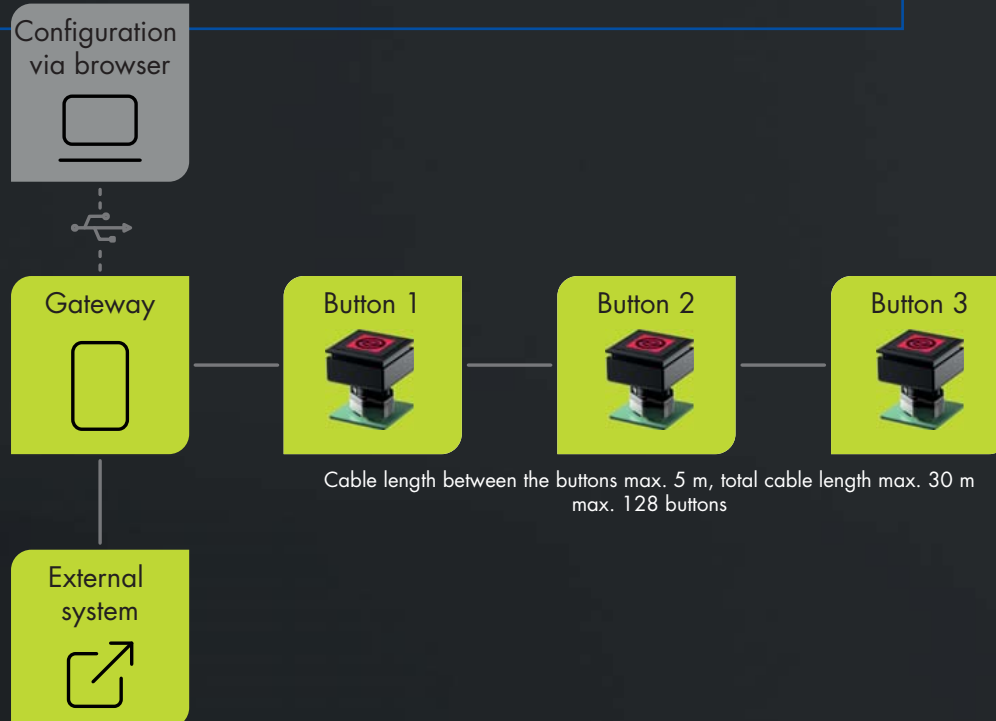 Configuration
via browser
Gateway
Button 1
Button 2
Button 3
Cable length between the buttons max. 5 m, total cable length max. 30 m
max. 128 buttons
External
system